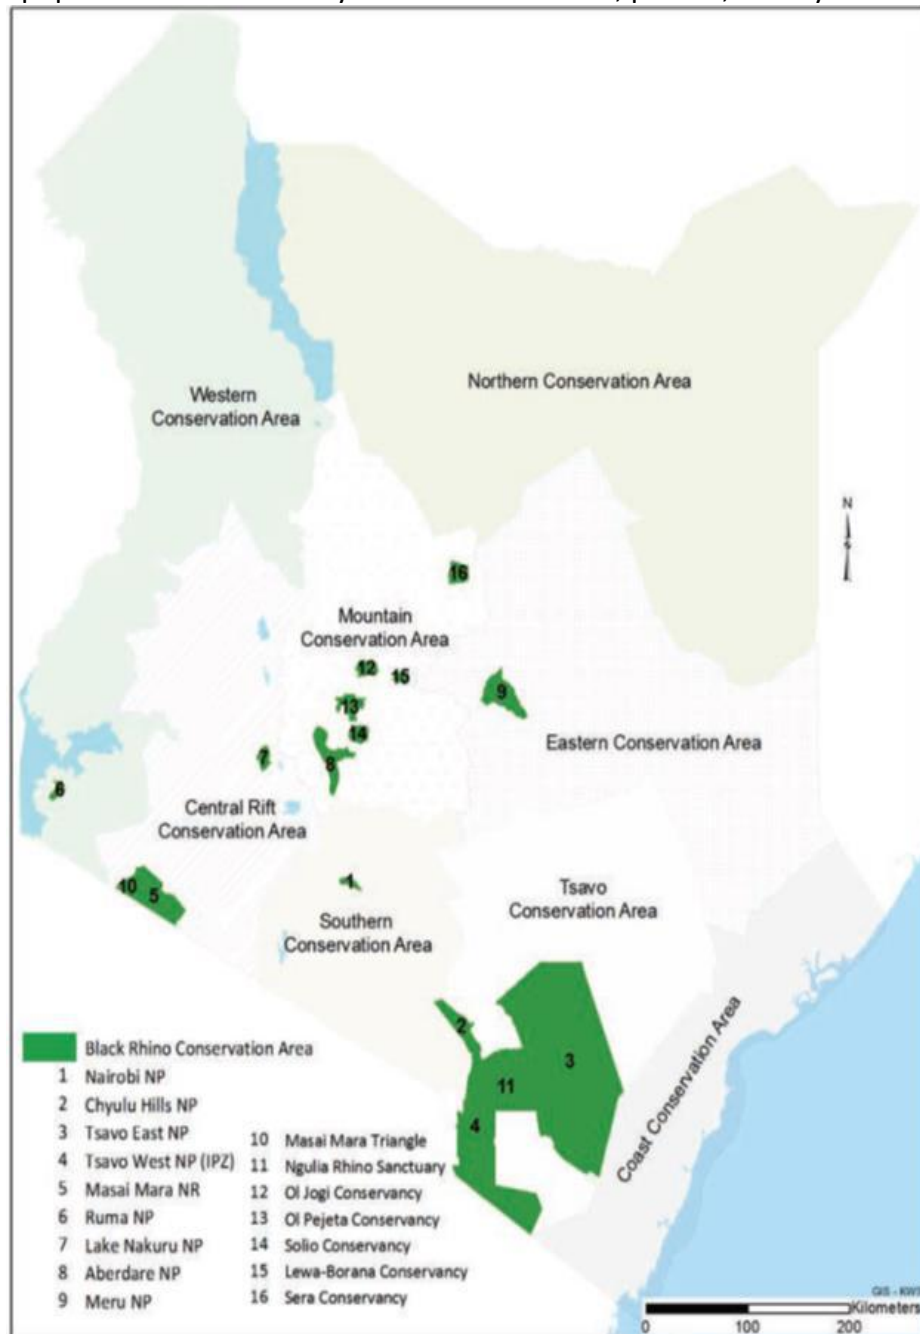 Western
Conservation Area
Northern Conservation Area
N
16
Mountain
Conservation Area
12
15
9
13
14
Eastern Conservation Area
7
8
6
Central Rift
Conservation Area
10
5
1
Tsavo
Conservation Area
Southern
Conservation Area
2
3
11
4
Coast Conservation Area
Black Rhino Conservation Area
1 Nairobi NP
2 Chyulu Hills NP
3 Tsavo East NP
4 Tsavo West NP (IPZ)
5 Masai Mara NR
6 Ruma NP
7 Lake Nakuru NP
8 Aberdare NP
9 Meru NP
10 Masai Mara Triangle
11 Ngulia Rhino Sanctuary
12 Ol Jogi Conservancy
13 Ol Pejeta Conservancy
14 Solio Conservancy
15 Lewa-Borana Conservancy
16 Sera Conservancy
GIS - KWS
Kilometers
0 100 200